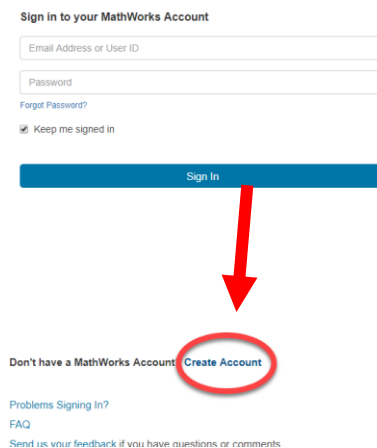 Sign in to your MathWorks Account
Email Address or User ID
Password
Forgot Password?
Keep me signed in
Sign In
Don't have a MathWorks Account? Create Account
Problems Signing In?
FAQ
Send us your feedback if you have questions or comments